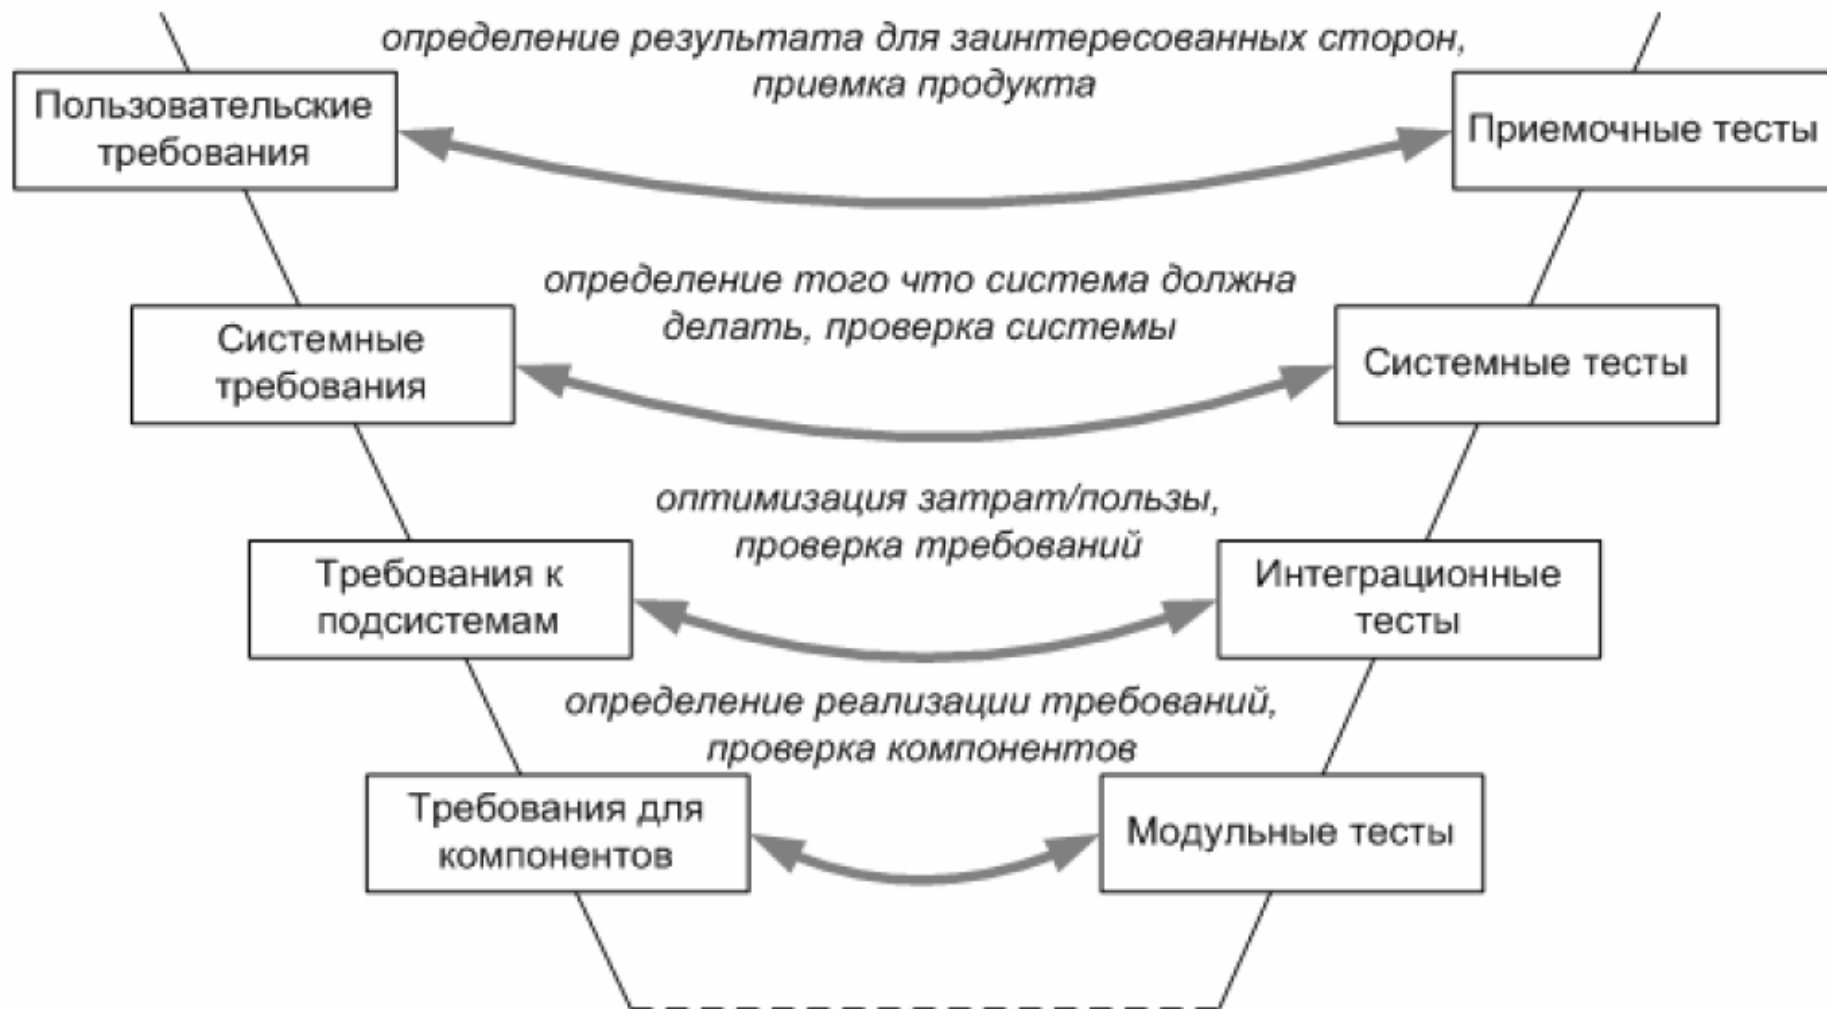 определение результата для заинтересованных сторон,
приемка продукта
Пользовательские
требования
Приемочные тесты
определение того что система должна
делать, проверка системы
Системные
требования
Системные тесты
оптимизация затрат/пользы,
проверка требований
Требования к
подсистемам
Интеграционные
тесты
определение реализации требований,
проверка компонентов
Требования для
компонентов
Модульные тесты